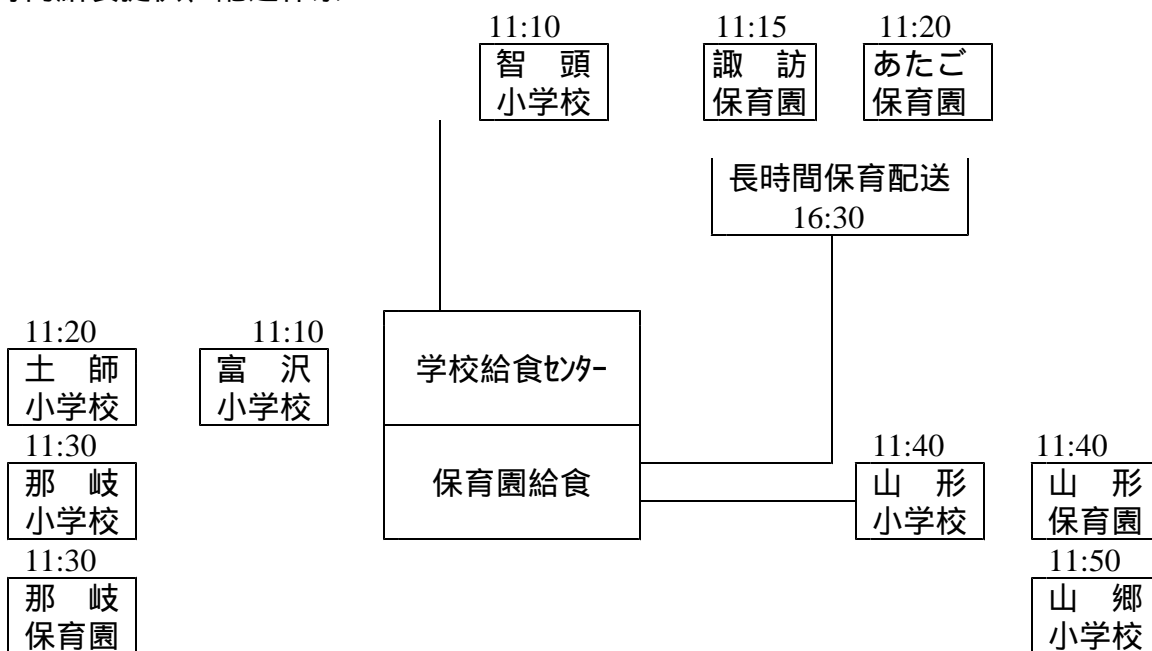 11:10 11:15 11:20
智 頭 諏 訪 あたご
小学校 保育園 保育園
長時間保育配送
16:30
11:20 11:10
土 師 富 沢 学校給食ｾﾝﾀｰ
小学校 小学校
11:30 11:40 11:40
那 岐 保育園給食 山 形 山 形
小学校 小学校 保育園
11:30 11:50
那 岐 山 郷
保育園 小学校